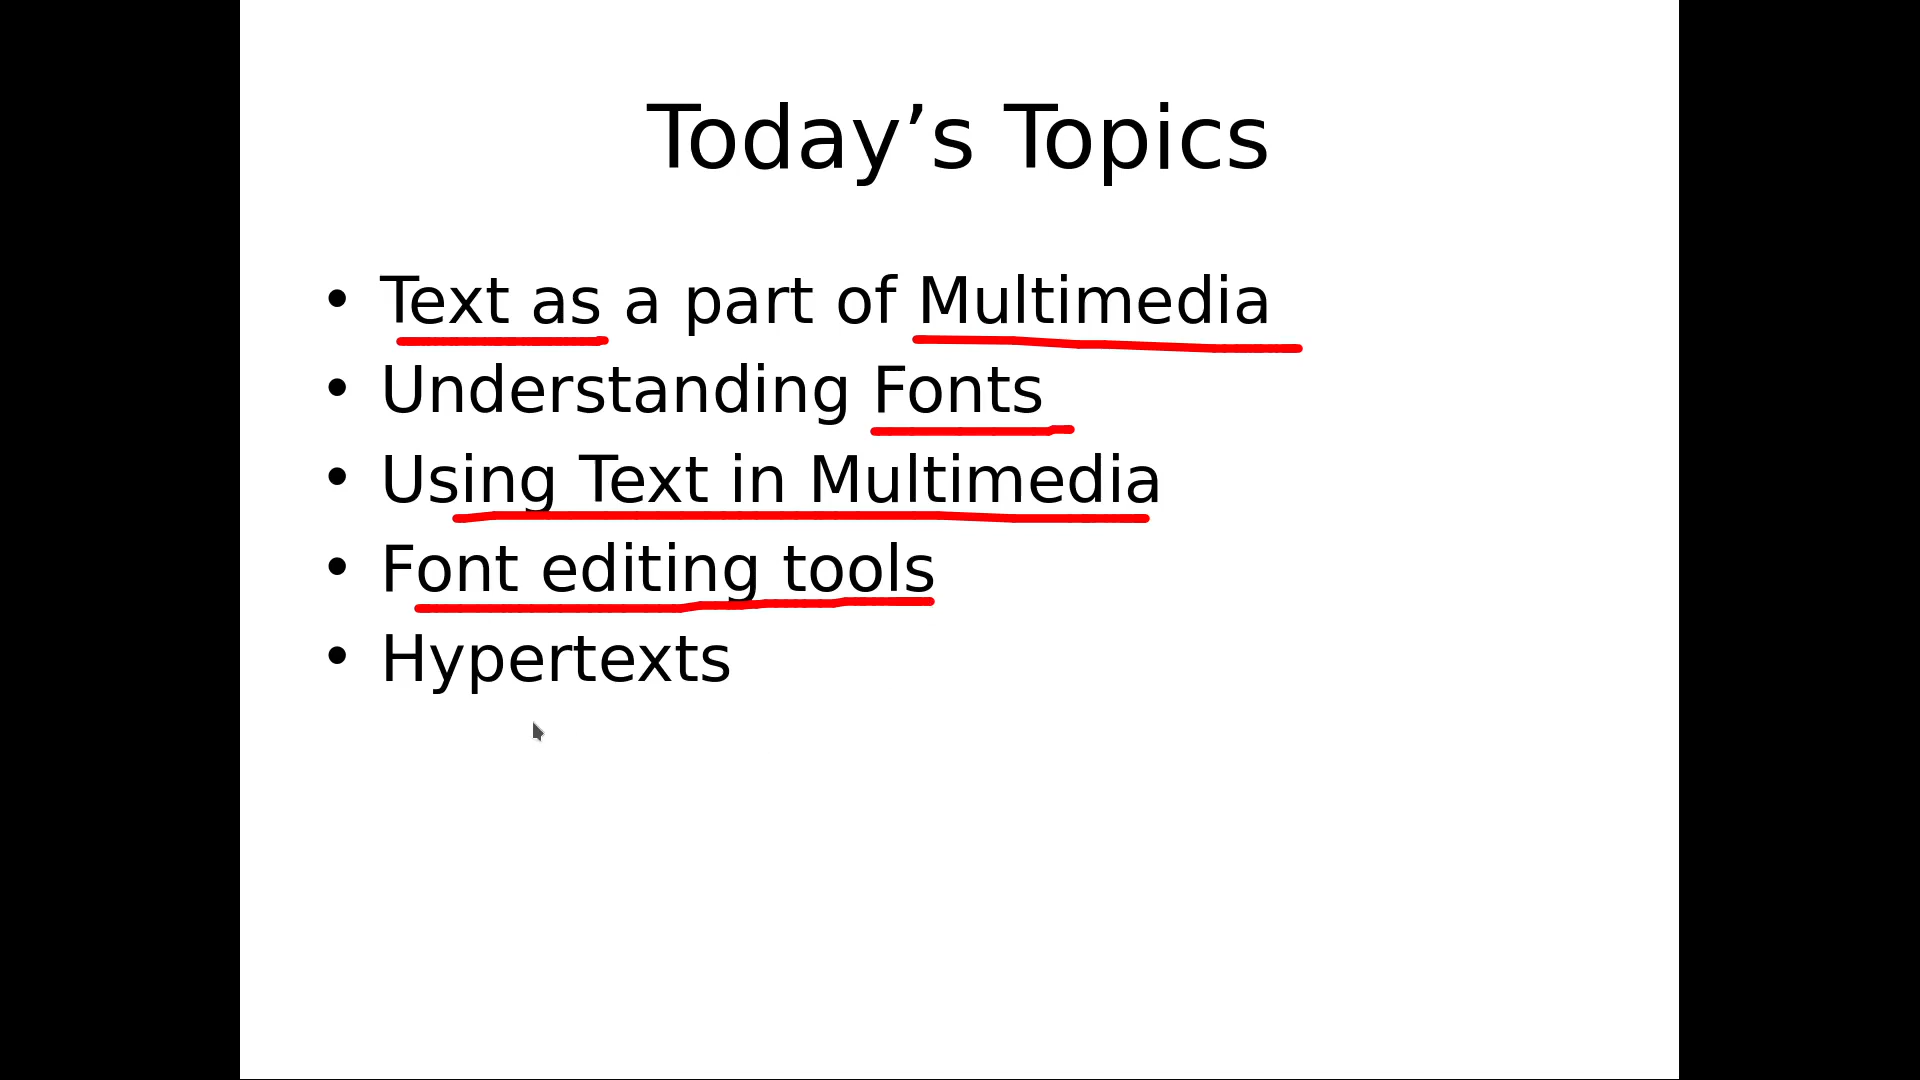 Today’s Topics
• Text as a part of Multimedia
• Understanding Fonts
• Using Text in Multimedia
• Font editing tools
• Hypertexts